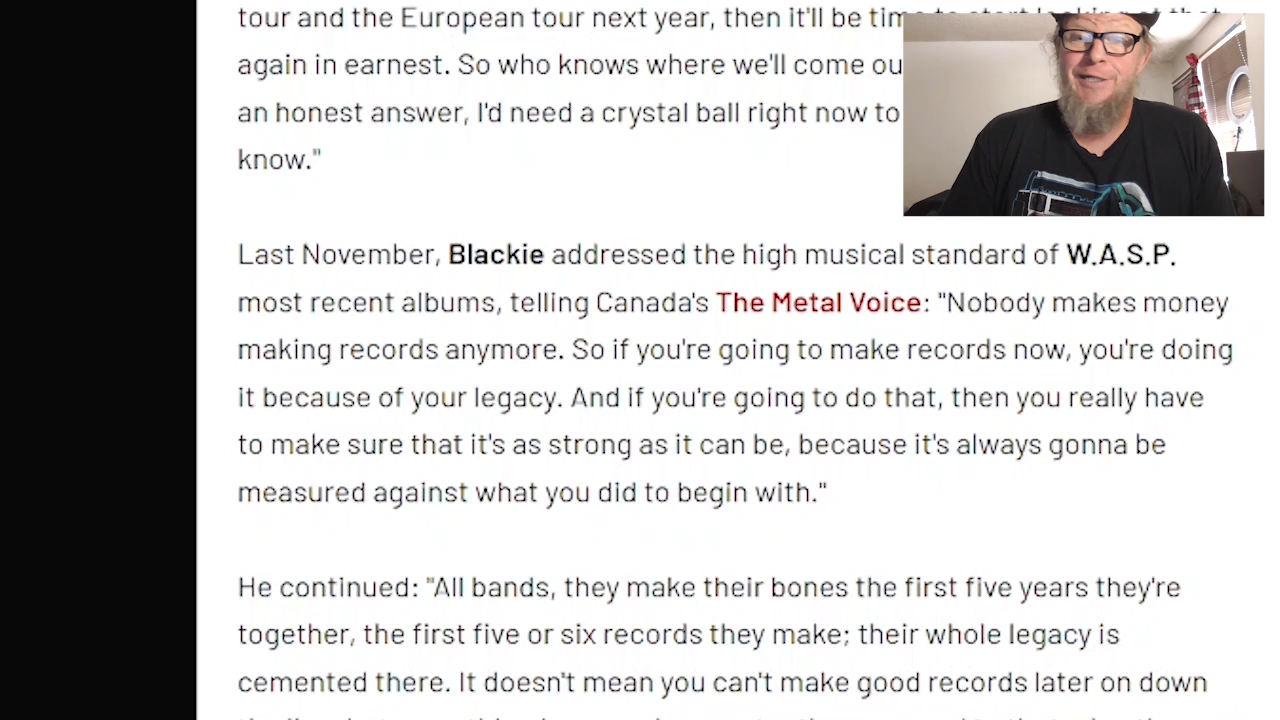 tour and the European tour next year, then it'll be time to start looking at that
again in earnest. So who knows where we'll come ou
an honest answer, I'd need a crystal ball right now to
know."
Last November, Blackie addressed the high musical standard of W.A.S.P.
most recent albums, telling Canada's The Metal Voice: "Nobody makes money
making records anymore. So if you're going to make records now, you're doing
it because of your legacy. And if you're going to do that, then you really have
to make sure that it's as strong as it can be, because it's always gonna be
measured against what you did to begin with."
He continued: "All bands, they make their bones the first five years they're
together, the first five or six records they make; their whole legacy is
cemented there. It doesn't mean you can't make good records later on down